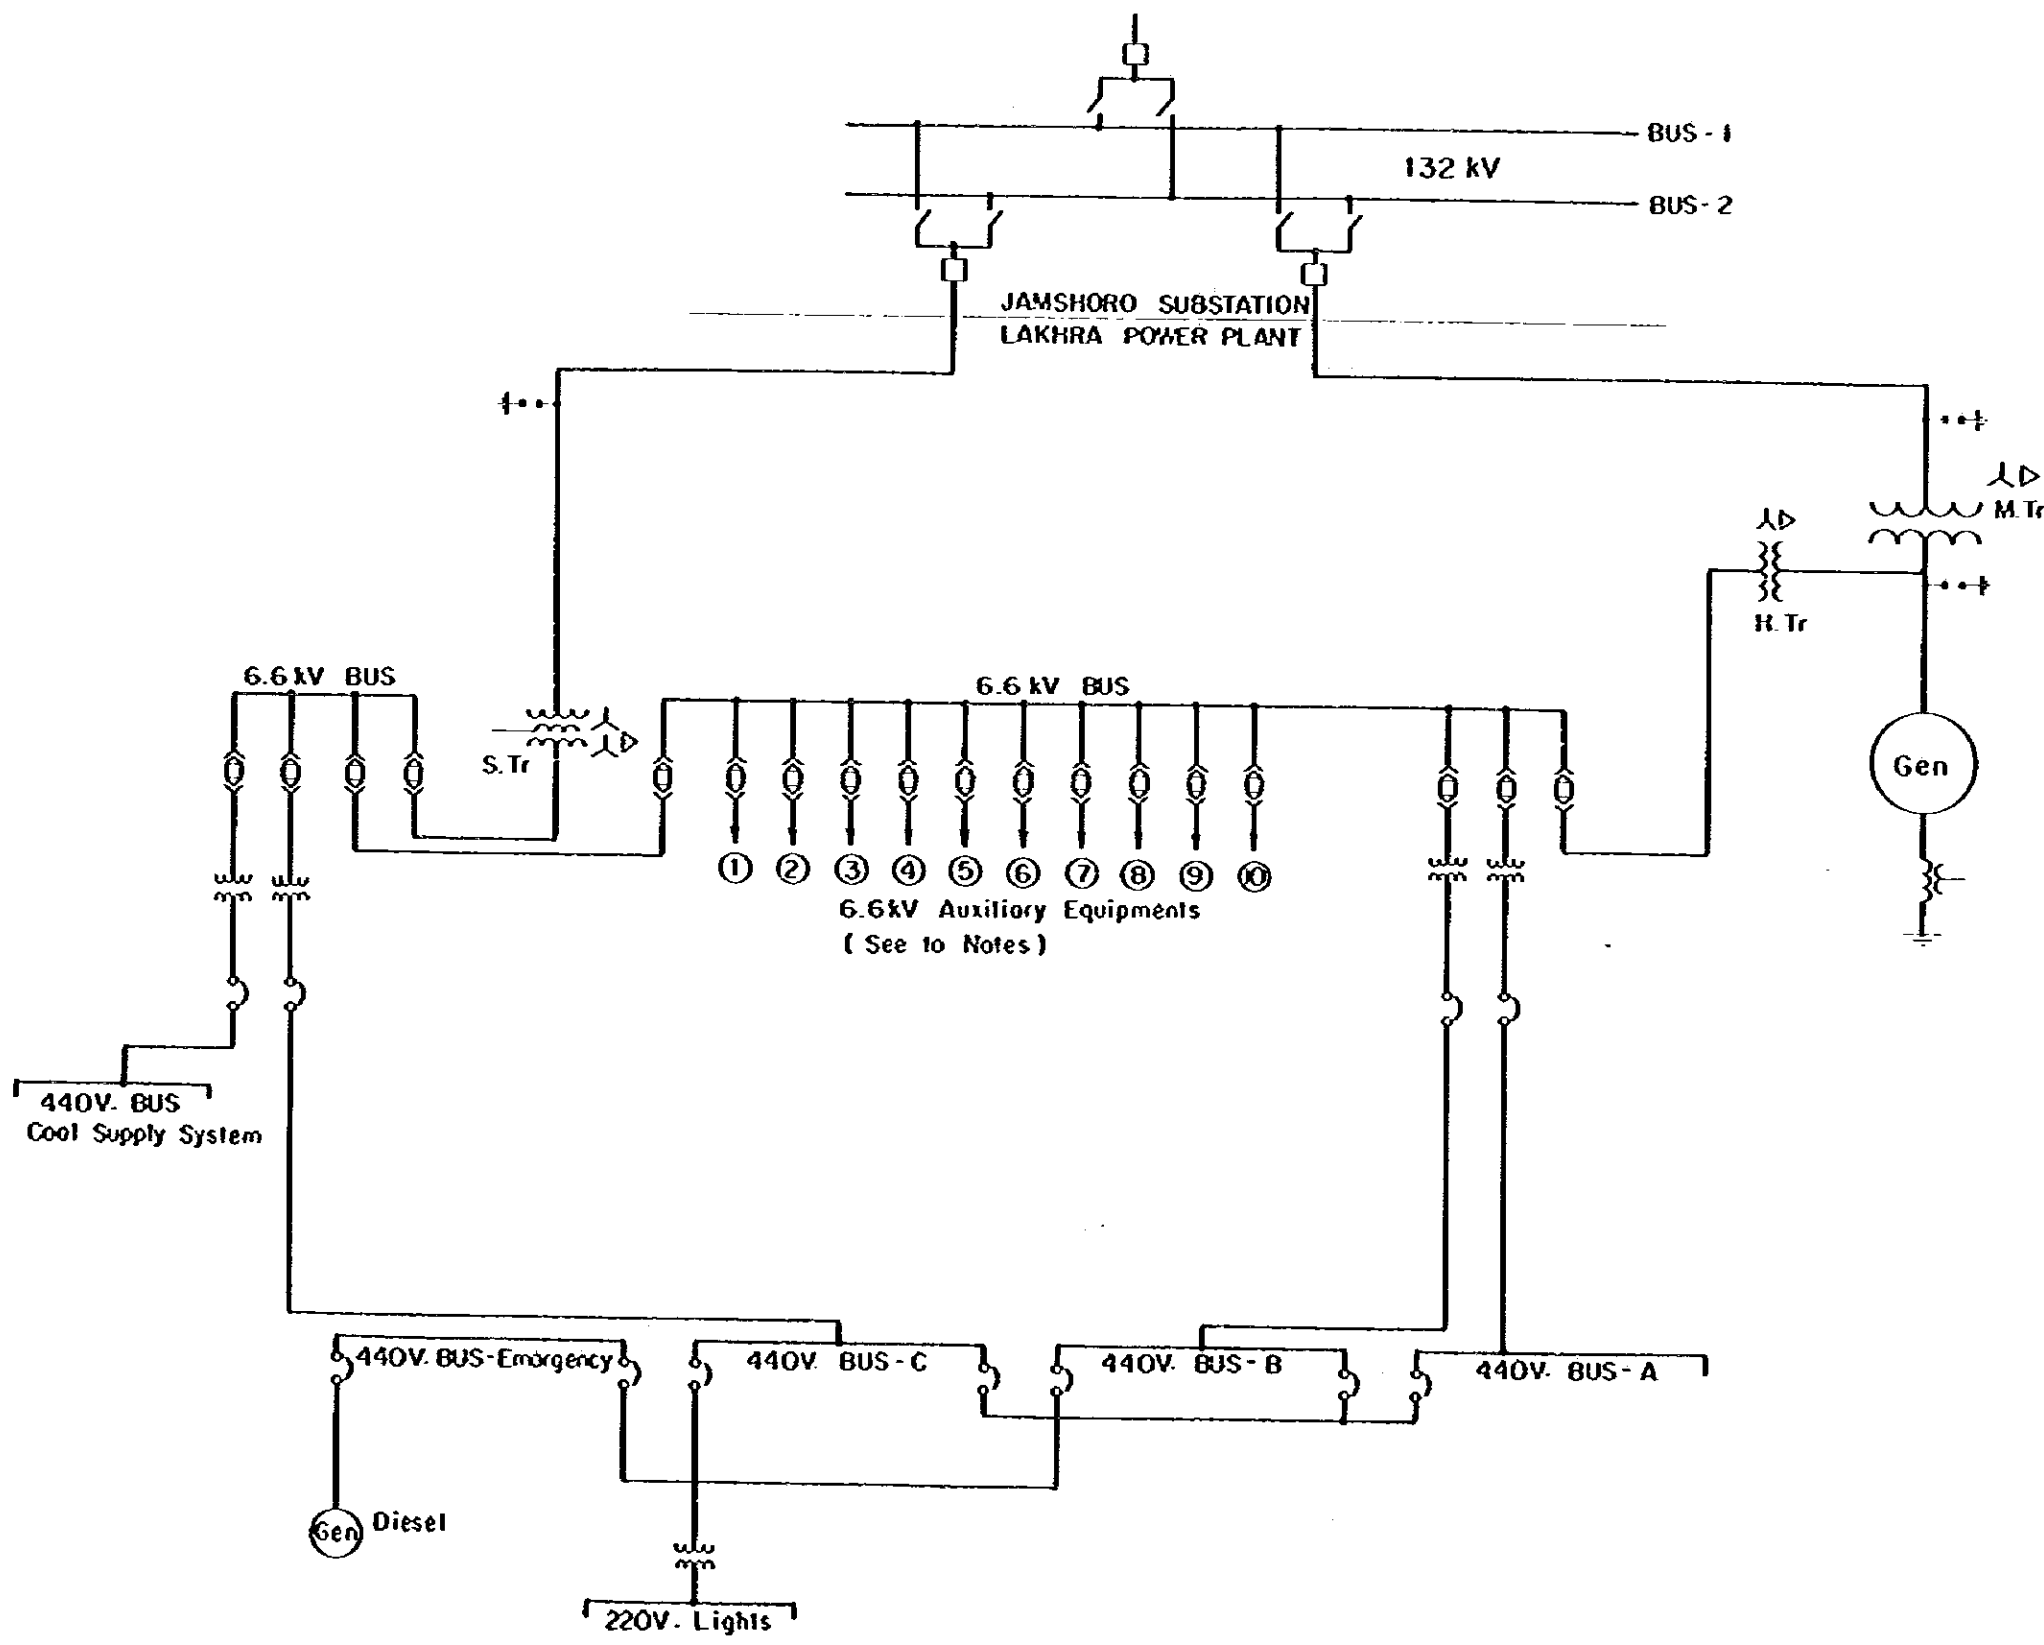 BUS - 1
132 kV
BUS - 2
JAMSHORO SUBSTATION
LAKHRA POWER PLANT
M.Tr
H.Tr
6.6 kV BUS
6.6 kV BUS
S.Tr
Gen
1 2 3 4 5 6 7 8 9 10
6.6kV Auxiliory Equipments
( See to Notes )
440V. BUS
Cool Supply System
440V. BUS-Emergency
440V. BUS - C
440V. BUS - B
440V. BUS - A
Gen Diesel
220V. Lights